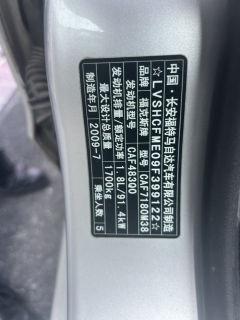 中国·长安福特马自达汽车有限公司制造
☆LVSHCFME09F399122☆
品牌 福克斯牌 型号 CAF7180M38
发动机型号 CAF483Q0
发动机排量/额定功率 1.8L/91.4kW
最大设计总质量 1700kg
制造年月 2009-7 乘坐人数 5